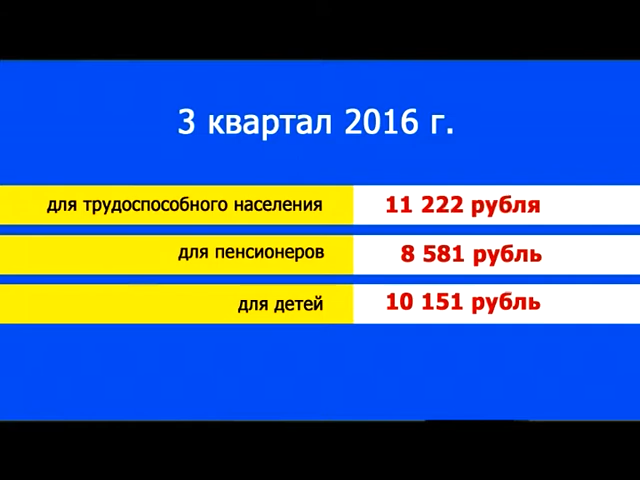 3 квартал 2016 г.
для трудоспособного населения 11 222 рубля
для пенсионеров 8 581 рубль
для детей 10 151 рубль